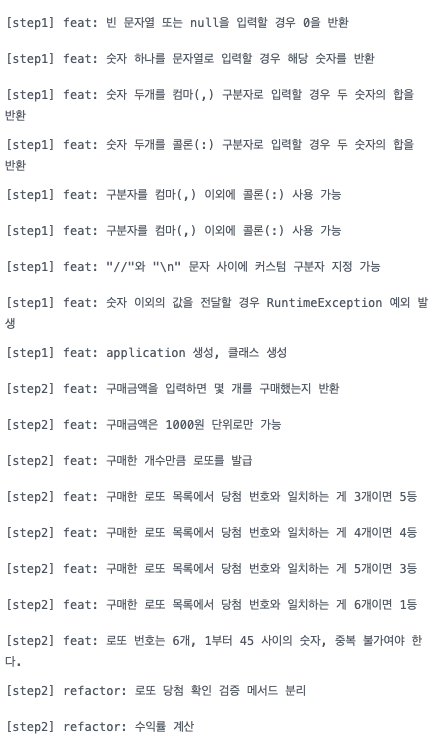 [step1] feat: 빈 문자열 또는 null을 입력할 경우 0을 반환
[step1] feat: 숫자 하나를 문자열로 입력할 경우 해당 숫자를 반환
[step1] feat: 숫자 두개를 컴마(,) 구분자로 입력할 경우 두 숫자의 합을
반환
[step1] feat: 숫자 두개를 콜론(:) 구분자로 입력할 경우 두 숫자의 합을
반환
[step1] feat: 구분자를 컴마(,) 이외에 콜론(:) 사용 가능
[step1] feat: 구분자를 컴마(,) 이외에 콜론(:) 사용 가능
[step1] feat: "//"와 "\n" 문자 사이에 커스텀 구분자 지정 가능
[step1] feat: 숫자 이외의 값을 전달할 경우 RuntimeException 예외 발
생
[step1] feat: application 생성, 클래스 생성
[step2] feat: 구매금액을 입력하면 몇 개를 구매했는지 반환
[step2] feat: 구매금액은 1000원 단위로만 가능
[step2] feat: 구매한 개수만큼 로또를 발급
[step2] feat: 구매한 로또 목록에서 당첨 번호와 일치하는 게 3개이면 5등
[step2] feat: 구매한 로또 목록에서 당첨 번호와 일치하는 게 4개이면 4등
[step2] feat: 구매한 로또 목록에서 당첨 번호와 일치하는 게 5개이면 3등
[step2] feat: 구매한 로또 목록에서 당첨 번호와 일치하는 게 6개이면 1등
[step2] feat: 로또 번호는 6개, 1부터 45 사이의 숫자, 중복 불가여야 한
다.
[step2] refactor: 로또 당첨 확인 검증 메서드 분리
[step2] refactor: 수익률 계산